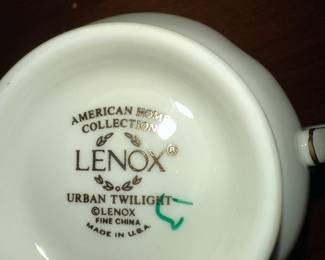 AMERICAN HOME
COLLECTION
LENOX®
URBAN TWILIGHT
©LENOX
FINE CHINA
MADE IN U.S.A.